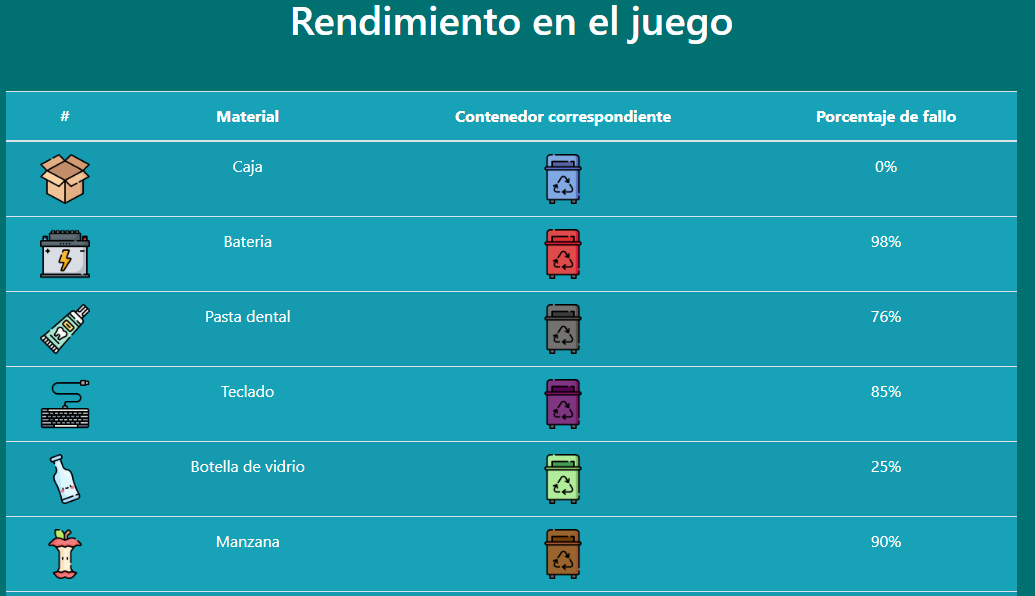 Rendimiento en el juego
# Material Contenedor correspondiente Porcentaje de fallo
Caja 0%
Bateria 98%
Pasta dental 76%
Teclado 85%
Botella de vidrio 25%
Manzana 90%